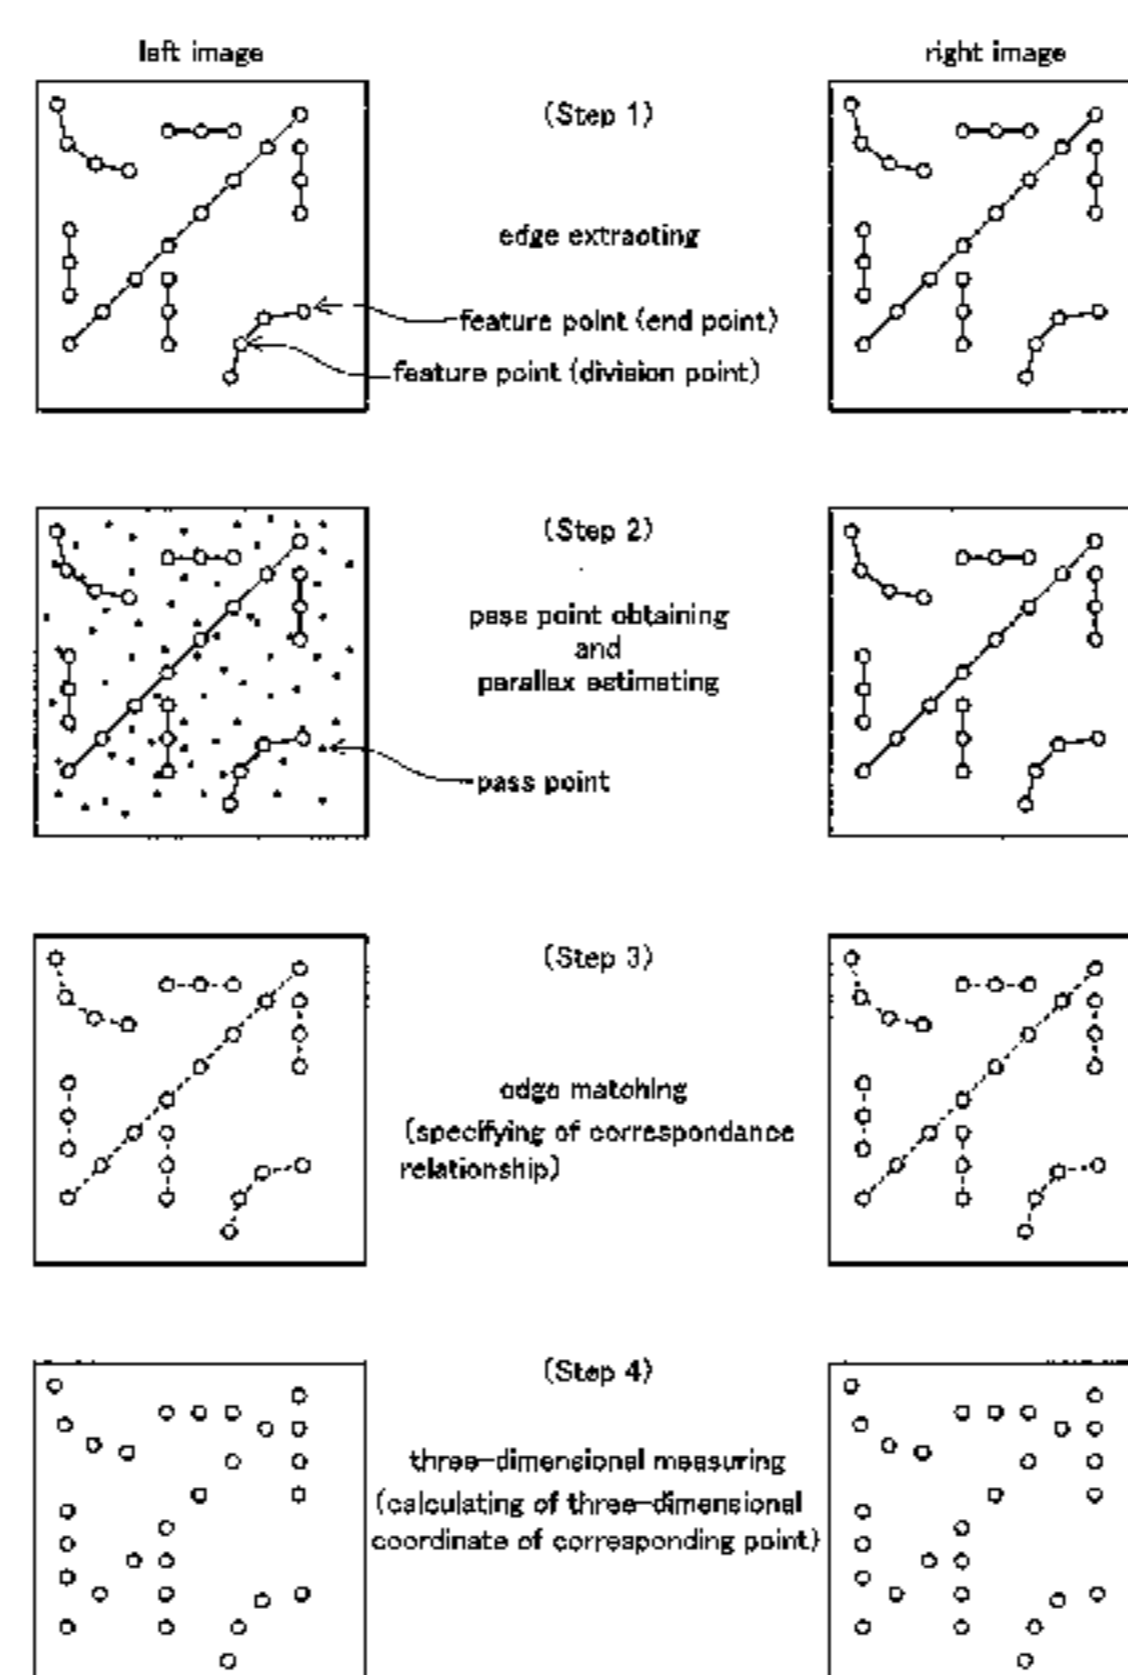 left image
right image
(Step 1)
edge extracting
feature point (end point)
feature point (division point)
(Step 2)
pass point obtaining
and
parallax estimating
pass point
(Step 3)
edge matching
(specifying of correspondance
relationship)
(Step 4)
three-dimensional measuring
(calculating of three-dimensional
coordinate of corresponding point)